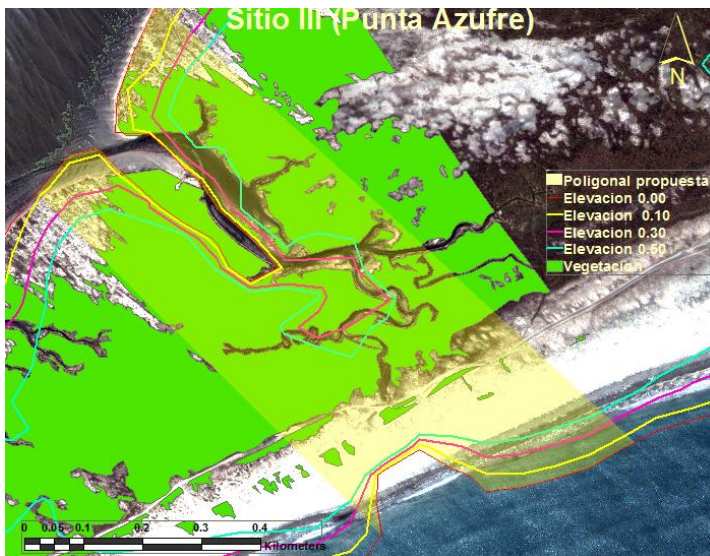 Sitio III (Punta Azufre)
N
Poligonal propuesta
Elevacion 0.00
Elevacion 0.10
Elevacion 0.30
Elevacion 0.50
Vegetacion
0 0.05 0.1 0.2 0.3 0.4
Kilometers